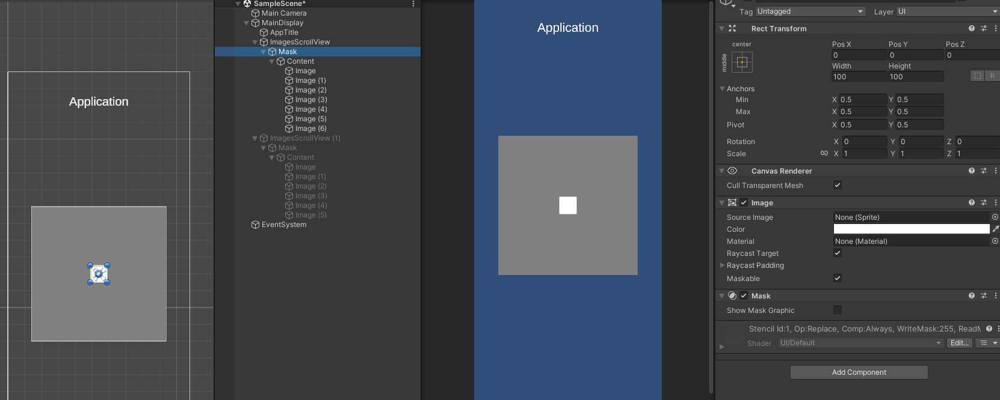 Application
SampleScene*
Main Camera
MainDisplay
AppTitle
ImagesScrollView
Mask
Content
Image
Image (1)
Image (2)
Image (3)
Image (4)
Image (5)
Image (6)
ImagesScrollView (1)
Mask
Content
Image
Image (1)
Image (2)
Image (3)
Image (4)
Image (5)
EventSystem
Application
Tag Untagged Layer UI
Rect Transform
center
middle
Pos X Pos Y Pos Z
0 0 0
Width Height
100 100
R
Anchors
Min X 0.5 Y 0.5
Max X 0.5 Y 0.5
Pivot X 0.5 Y 0.5
Rotation X 0 Y 0 Z 0
Scale X 1 Y 1 Z 1
Canvas Renderer
Cull Transparent Mesh
Image
Source Image None (Sprite)
Color
Material None (Material)
Raycast Target
Raycast Padding
Maskable
Mask
Show Mask Graphic
Stencil Id:1, Op:Replace, Comp:Always, WriteMask:255,
Shader UI/Default Edit...
Add Component